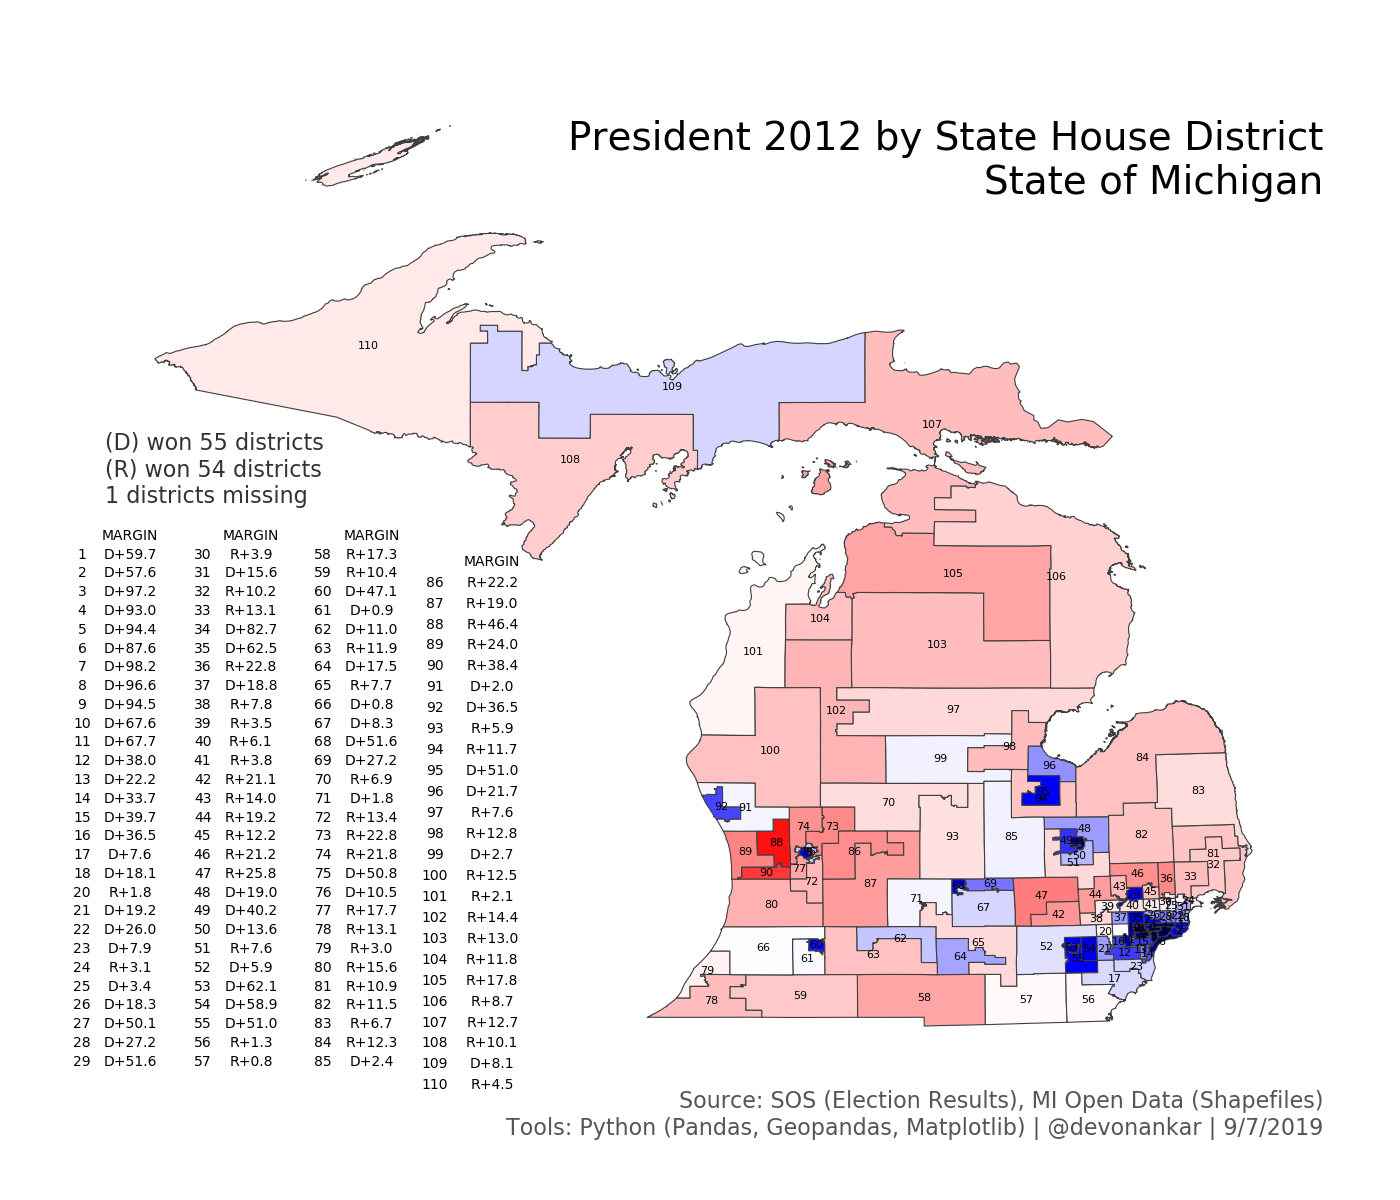 President 2012 by State House District
State of Michigan
(D) won 55 districts
(R) won 54 districts
1 districts missing
MARGIN MARGIN MARGIN
1 D+59.7 30 R+3.9 58 R+17.3
2 D+57.6 31 D+15.6 59 R+10.4
3 D+97.2 32 R+10.2 60 D+47.1
4 D+93.0 33 R+13.1 61 D+0.9
5 D+94.4 34 D+82.7 62 D+11.0
6 D+87.6 35 D+62.5 63 R+11.9
7 D+98.2 36 R+22.8 64 D+17.5
8 D+96.6 37 D+18.8 65 R+7.7
9 D+94.5 38 R+7.8 66 D+0.8
10 D+67.6 39 R+3.5 67 D+8.3
11 D+67.7 40 R+6.1 68 D+51.6
12 D+38.0 41 R+3.8 69 D+27.2
13 D+22.2 42 R+21.1 70 R+6.9
14 D+33.7 43 R+14.0 71 D+1.8
15 D+39.7 44 R+19.2 72 R+13.4
16 D+36.5 45 R+12.2 73 R+22.8
17 D+7.6 46 R+21.2 74 R+21.8
18 D+18.1 47 R+25.8 75 D+50.8
20 R+1.8 48 D+19.0 76 D+10.5
21 D+19.2 49 D+40.2 77 R+17.7
22 D+26.0 50 D+13.6 78 R+13.1
23 D+7.9 51 R+7.6 79 R+3.0
24 R+3.1 52 D+5.9 80 R+15.6
25 D+3.4 53 D+62.1 81 R+10.9
26 D+18.3 54 D+58.9 82 R+11.5
27 D+50.1 55 D+51.0 83 R+6.7
28 D+27.2 56 R+1.3 84 R+12.3
29 D+51.6 57 R+0.8 85 D+2.4
MARGIN
86 R+22.2
87 R+19.0
88 R+46.4
89 R+24.0
90 R+38.4
91 D+2.0
92 D+36.5
93 R+5.9
94 R+11.7
95 D+51.0
96 D+21.7
97 R+7.6
98 R+12.8
99 D+2.7
100 R+12.5
101 R+2.1
102 R+14.4
103 R+13.0
104 R+11.8
105 R+17.8
106 R+8.7
107 R+12.7
108 R+10.1
109 D+8.1
110 R+4.5
110
109
107
108
105
106
104
103
101
102
97
100
98
99
96
84
83
92
91
70
74
73
93
85
48
82
89
88
86
49
50
51
81
32
90
77
72
87
69
67
71
47
42
46
36
33
43
45
44
80
39
40
41
38
37
20
66
61
60
62
63
64
65
52
21
12
23
17
79
78
59
58
57
56
Source: SOS (Election Results), MI Open Data (Shapefiles)
Tools: Python (Pandas, Geopandas, Matplotlib) | @devonankar | 9/7/2019